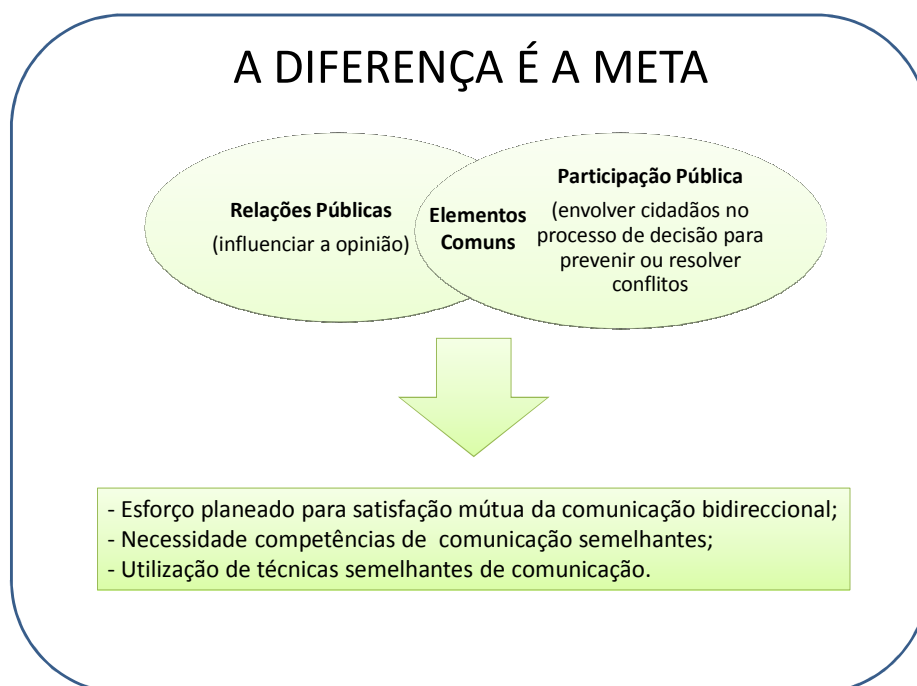 A DIFERENÇA É A META
Relações Públicas
(influenciar a opinião)
Elementos
Comuns
Participação Pública
(envolver cidadãos no
processo de decisão para
prevenir ou resolver
conflitos
- Esforço planeado para satisfação mútua da comunicação bidireccional;
- Necessidade competências de comunicação semelhantes;
- Utilização de técnicas semelhantes de comunicação.